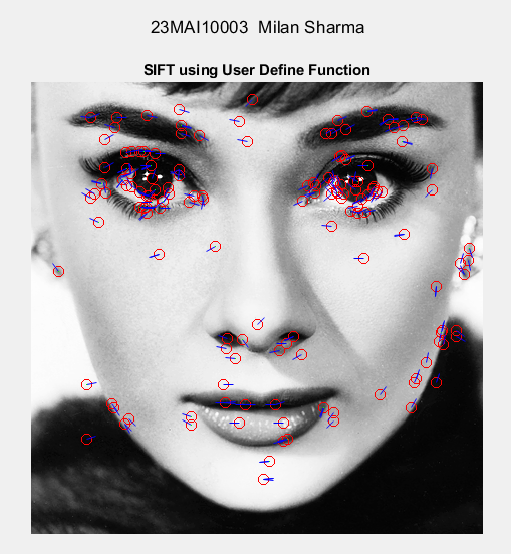 23MAI10003 Milan Sharma
SIFT using User Define Function